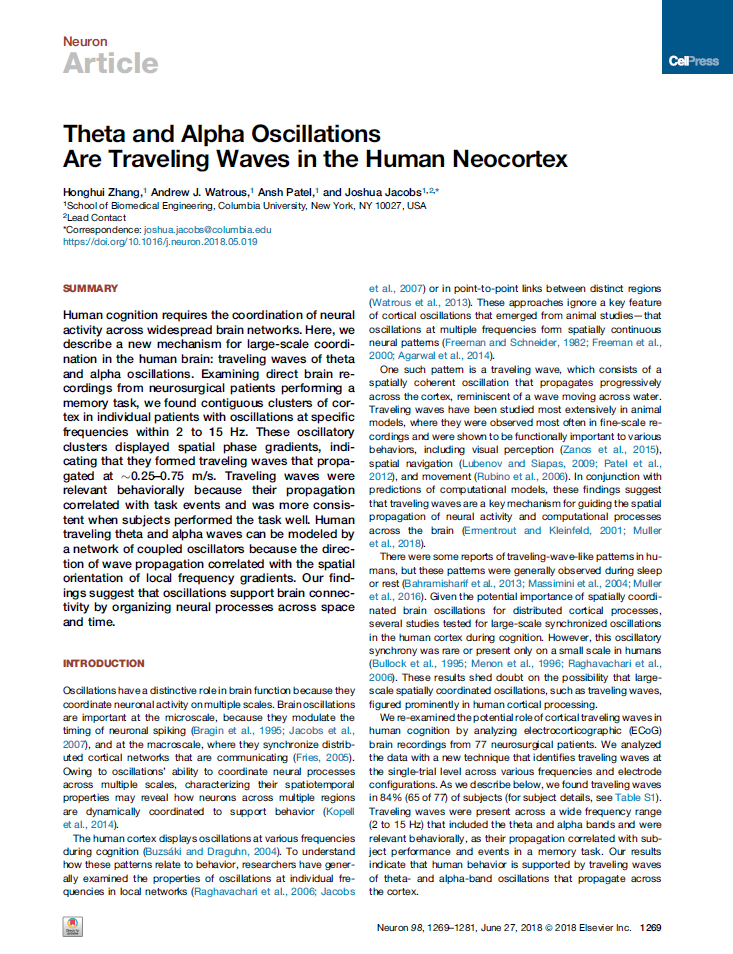 Neuron
Article
CellPress
Theta and Alpha Oscillations
Are Traveling Waves in the Human Neocortex
Honghui Zhang,1 Andrew J. Watrous,1 Ansh Patel,1 and Joshua Jacobs1,2,*
1School of Biomedical Engineering, Columbia University, New York, NY 10027, USA
2Lead Contact
*Correspondence: joshua.jacobs@columbia.edu
https://doi.org/10.1016/j.neuron.2018.05.019
SUMMARY
Human cognition requires the coordination of neural
activity across widespread brain networks. Here, we
describe a new mechanism for large-scale coordi-
nation in the human brain: traveling waves of theta
and alpha oscillations. Examining direct brain re-
cordings from neurosurgical patients performing a
memory task, we found contiguous clusters of cor-
tex in individual patients with oscillations at specific
frequencies within 2 to 15 Hz. These oscillatory
clusters displayed spatial phase gradients, indi-
cating that they formed traveling waves that propa-
gated at ~0.25–0.75 m/s. Traveling waves were
relevant behaviorally because their propagation
correlated with task events and was more consis-
tent when subjects performed the task well. Human
traveling theta and alpha waves can be modeled by
a network of coupled oscillators because the direc-
tion of wave propagation correlated with the spatial
orientation of local frequency gradients. Our find-
ings suggest that oscillations support brain connec-
tivity by organizing neural processes across space
and time.
INTRODUCTION
Oscillations have a distinctive role in brain function because they
coordinate neuronal activity on multiple scales. Brain oscillations
are important at the microscale, because they modulate the
timing of neuronal spiking (Bragin et al., 1995; Jacobs et al.,
2007), and at the macroscale, where they synchronize distrib-
uted cortical networks that are communicating (Fries, 2005).
Owing to oscillations' ability to coordinate neural processes
across multiple scales, characterizing their spatiotemporal
properties may reveal how neurons across multiple regions
are dynamically coordinated to support behavior (Kopell
et al., 2014).
The human cortex displays oscillations at various frequencies
during cognition (Buzsáki and Draguhn, 2004). To understand
how these patterns relate to behavior, researchers have gener-
ally examined the properties of oscillations at individual fre-
quencies in local networks (Raghavachari et al., 2006; Jacobs
et al., 2007) or in point-to-point links between distinct regions
(Watrous et al., 2013). These approaches ignore a key feature
of cortical oscillations that emerged from animal studies—that
oscillations at multiple frequencies form spatially continuous
neural patterns (Freeman and Schneider, 1982; Freeman et al.,
2000; Agarwal et al., 2014).
One such pattern is a traveling wave, which consists of a
spatially coherent oscillation that propagates progressively
across the cortex, reminiscent of a wave moving across water.
Traveling waves have been studied most extensively in animal
models, where they were observed most often in fine-scale re-
cordings and were shown to be functionally important to various
behaviors, including visual perception (Zanos et al., 2015),
spatial navigation (Lubenov and Siapas, 2009; Patel et al.,
2012), and movement (Rubino et al., 2006). In conjunction with
predictions of computational models, these findings suggest
that traveling waves are a key mechanism for guiding the spatial
propagation of neural activity and computational processes
across the brain (Ermentrout and Kleinfeld, 2001; Muller
et al., 2018).
There were some reports of traveling-wave-like patterns in hu-
mans, but these patterns were generally observed during sleep
or rest (Bahramisharif et al., 2013; Massimini et al., 2004; Muller
et al., 2016). Given the potential importance of spatially coordi-
nated brain oscillations for distributed cortical processes,
several studies tested for large-scale synchronized oscillations
in the human cortex during cognition. However, this oscillatory
synchrony was rare or present only on a small scale in humans
(Bullock et al., 1995; Menon et al., 1996; Raghavachari et al.,
2006). These results shed doubt on the possibility that large-
scale spatially coordinated oscillations, such as traveling waves,
figured prominently in human cortical processing.
We re-examined the potential role of cortical traveling waves in
human cognition by analyzing electrocorticographic (ECoG)
brain recordings from 77 neurosurgical patients. We analyzed
the data with a new technique that identifies traveling waves at
the single-trial level across various frequencies and electrode
configurations. As we describe below, we found traveling waves
in 84% (65 of 77) of subjects (for subject details, see Table S1).
Traveling waves were present across a wide frequency range
(2 to 15 Hz) that included the theta and alpha bands and were
relevant behaviorally, as their propagation correlated with sub-
ject performance and events in a memory task. Our results
indicate that human behavior is supported by traveling waves
of theta- and alpha-band oscillations that propagate across
the cortex.
Neuron 98, 1269–1281, June 27, 2018 © 2018 Elsevier Inc. 1269